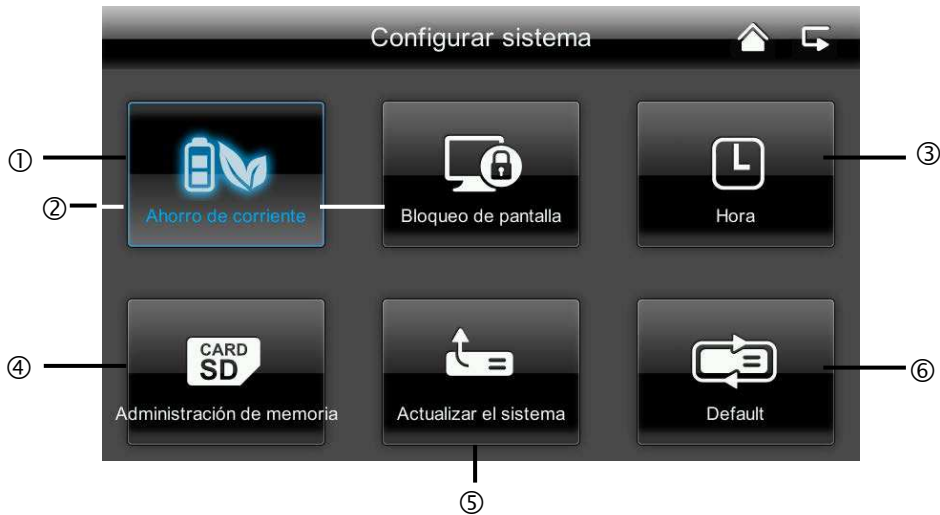 Configurar sistema
①
②
③
L
Ahorro de corriente
Bloqueo de pantalla
Hora
④
CARD
SD
⑥
Administración de memoria
Actualizar el sistema
Default
⑤